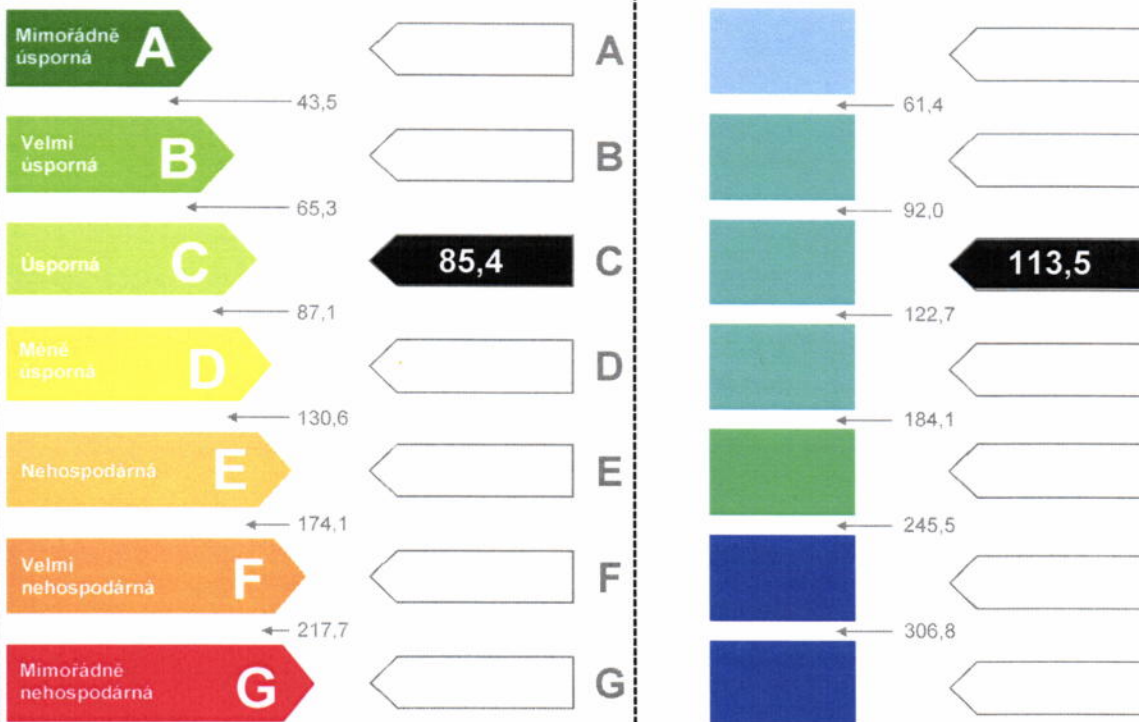 Mimořádně
úsporná A
A
43,5
61,4
Velmi
úsporná B
B
65,3
92,0
Úsporná C
85,4
C
113,5
87,1
122,7
Méně
úsporná D
D
130,6
184,1
Nehospodárná E
E
174,1
245,5
Velmi
nehospodárná F
F
217,7
306,8
Mimořádně
nehospodárná G
G